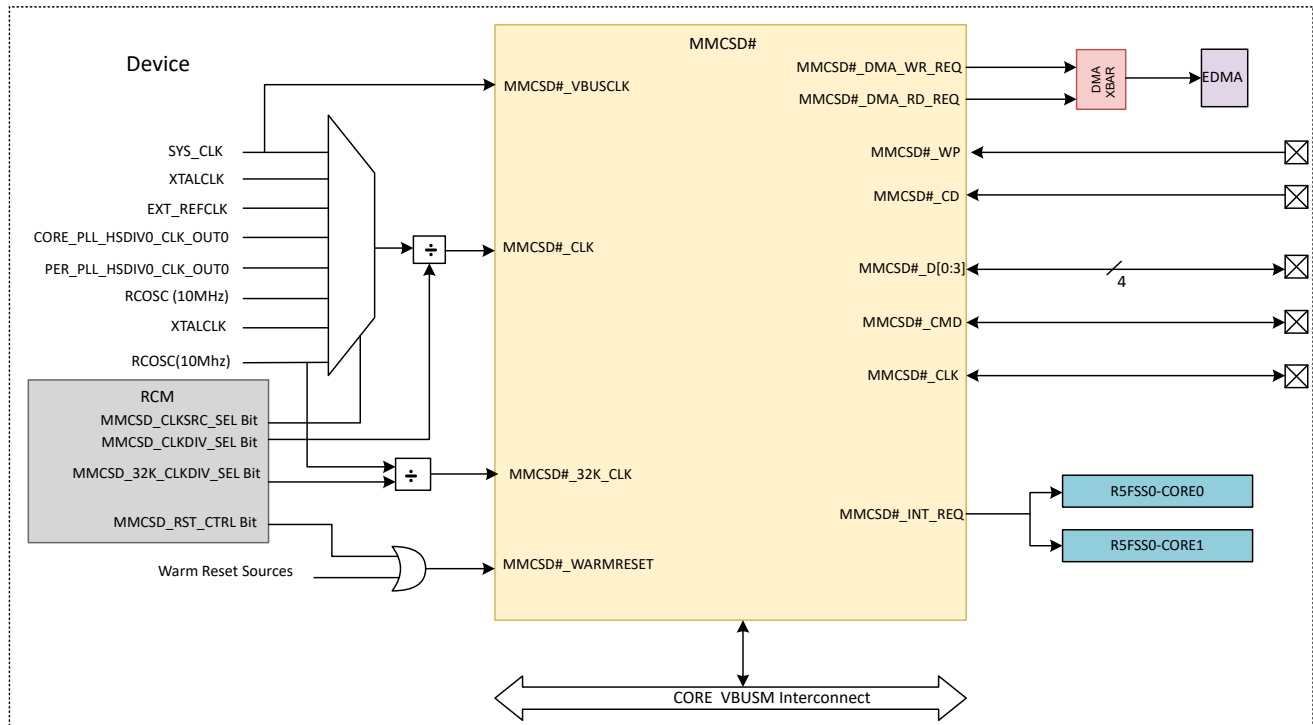 Device
SYS_CLK
XTALCLK
EXT_REFCLK
CORE_PLL_HSDIV0_CLK_OUT0
PER_PLL_HSDIV0_CLK_OUT0
RCOSC (10MHz)
XTALCLK
RCOSC(10Mhz)
RCM
MMCSD_CLKSRC_SEL Bit
MMCSD_CLKDIV_SEL Bit
MMCSD_32K_CLKDIV_SEL Bit
MMCSD_RST_CTRL Bit
Warm Reset Sources
÷
÷
MMCSD#
MMCSD#_VBUSCLK
MMCSD#_CLK
MMCSD#_32K_CLK
MMCSD#_WARMRESET
MMCSD#_DMA_WR_REQ
MMCSD#_DMA_RD_REQ
MMCSD#_WP
MMCSD#_CD
MMCSD#_D[0:3]
MMCSD#_CMD
MMCSD#_CLK
MMCSD#_INT_REQ
DMA
XBAR
EDMA
4
R5FSS0-CORE0
R5FSS0-CORE1
CORE VBUSM Interconnect